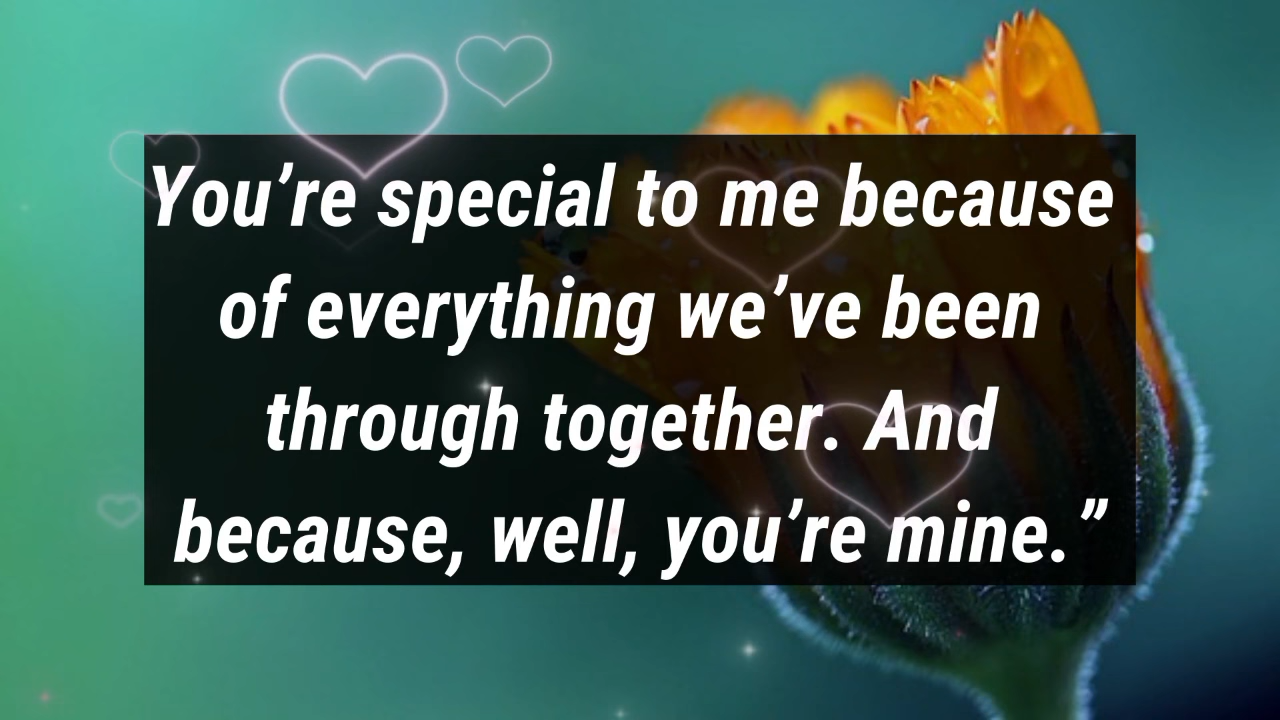 You’re special to me because
of everything we’ve been
through together. And
because, well, you’re mine.”